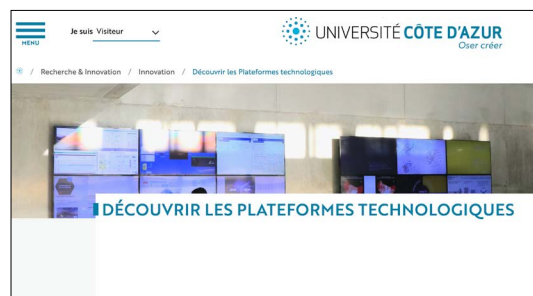 MENU
Je suis Visiteur
UNIVERSITÉ CÔTE D'AZUR
Oser créer
/ Recherche & Innovation / Innovation / Découvrir les Plateformes technologiques
DÉCOUVRIR LES PLATEFORMES TECHNOLOGIQUES